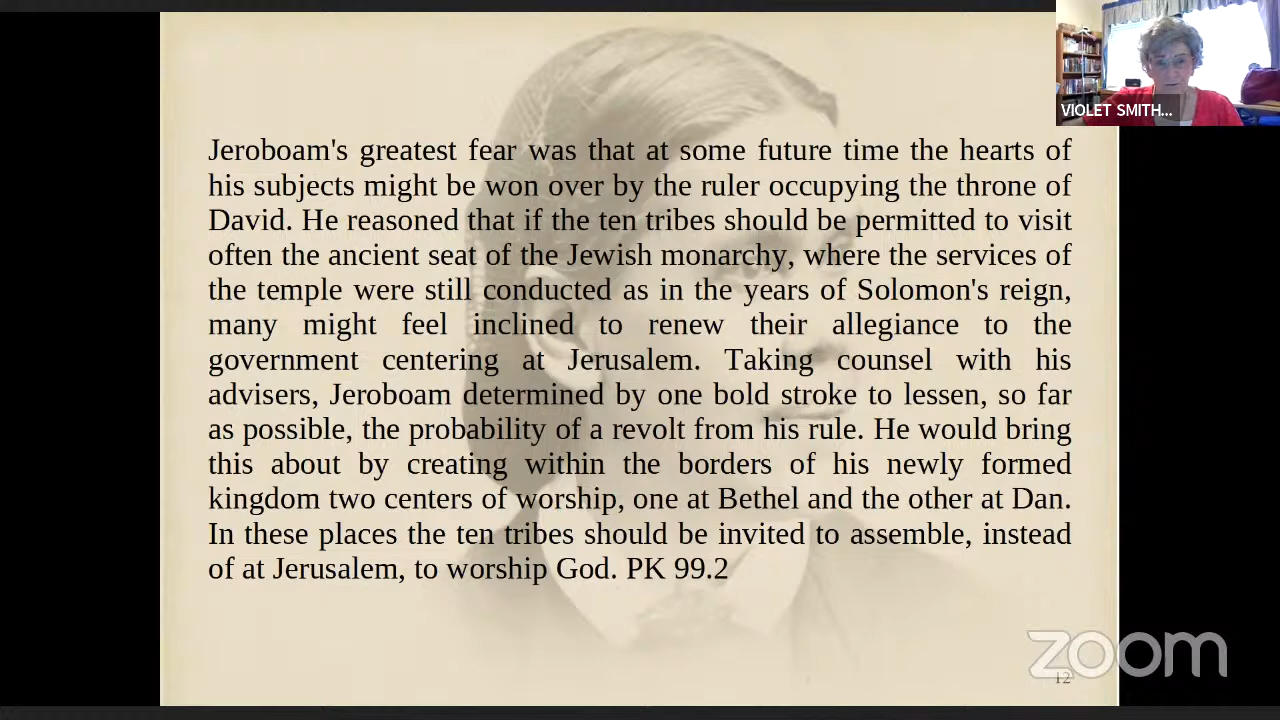 VIOLET SMITH...
Jeroboam's greatest fear was that at some future time the hearts of
his subjects might be won over by the ruler occupying the throne of
David. He reasoned that if the ten tribes should be permitted to visit
often the ancient seat of the Jewish monarchy, where the services of
the temple were still conducted as in the years of Solomon's reign,
many might feel inclined to renew their allegiance to the
government centering at Jerusalem. Taking counsel with his
advisers, Jeroboam determined by one bold stroke to lessen, so far
as possible, the probability of a revolt from his rule. He would bring
this about by creating within the borders of his newly formed
kingdom two centers of worship, one at Bethel and the other at Dan.
In these places the ten tribes should be invited to assemble, instead
of at Jerusalem, to worship God. PK 99.2
zoom
12